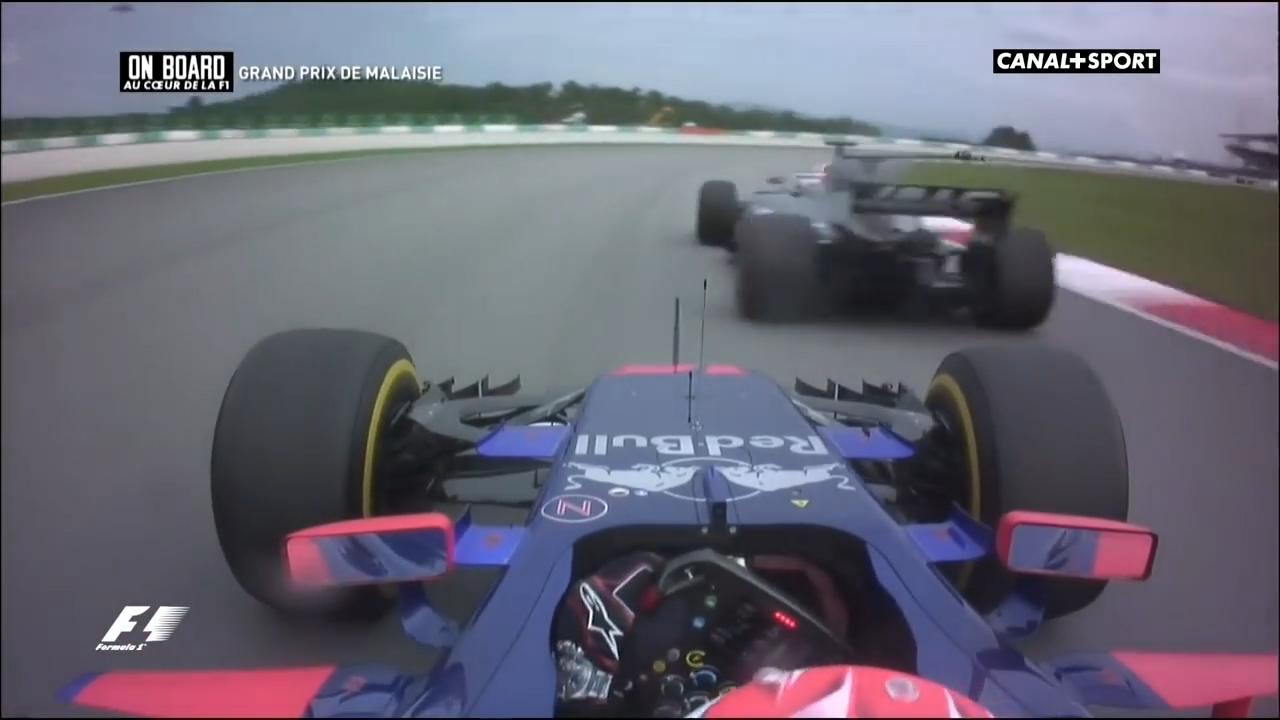 ON BOARD
AU CŒUR DE LA F1
GRAND PRIX DE MALAISIE
CANAL+SPORT
Red Bull
F1
Formula 1